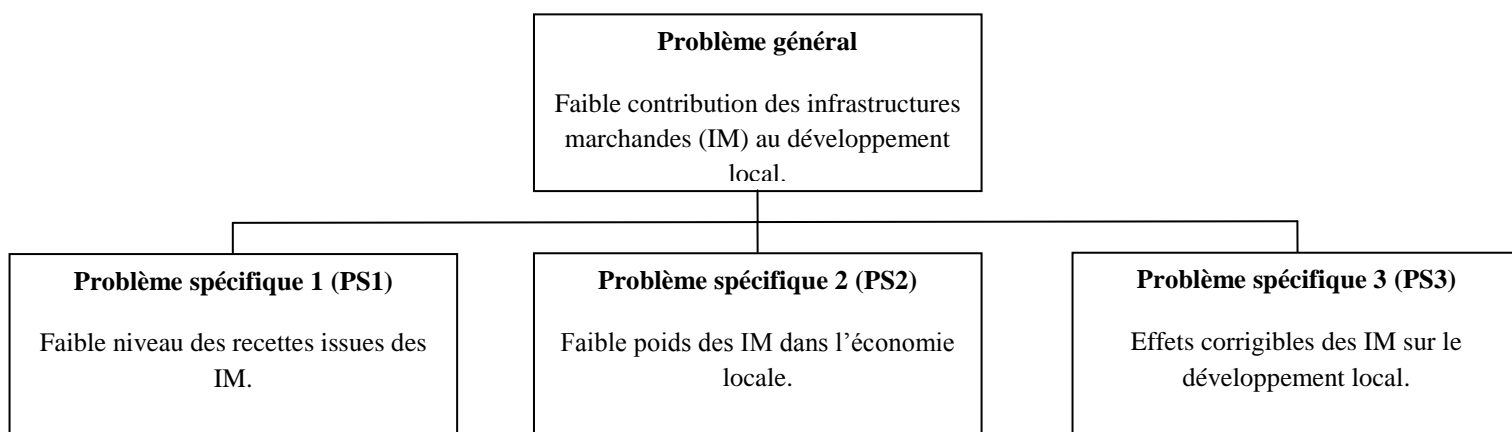 Problème général
Faible contribution des infrastructures
marchandes (IM) au développement
local.
Problème spécifique 1 (PS1)
Faible niveau des recettes issues des
IM.
Problème spécifique 2 (PS2)
Faible poids des IM dans l’économie
locale.
Problème spécifique 3 (PS3)
Effets corrigibles des IM sur le
développement local.